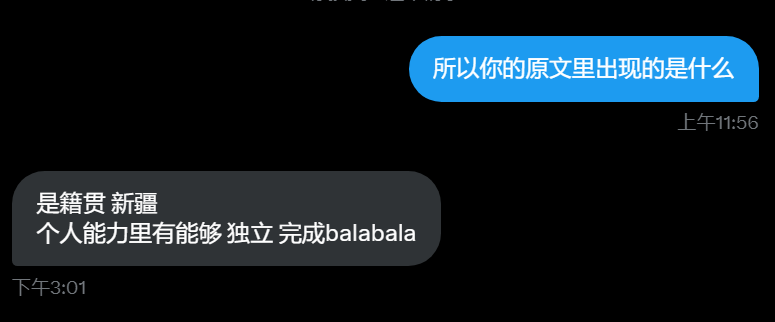 所以你的原文里出现的是什么
上午11:56
是籍贯 新疆
个人能力里有能够 独立 完成balabala
下午3:01